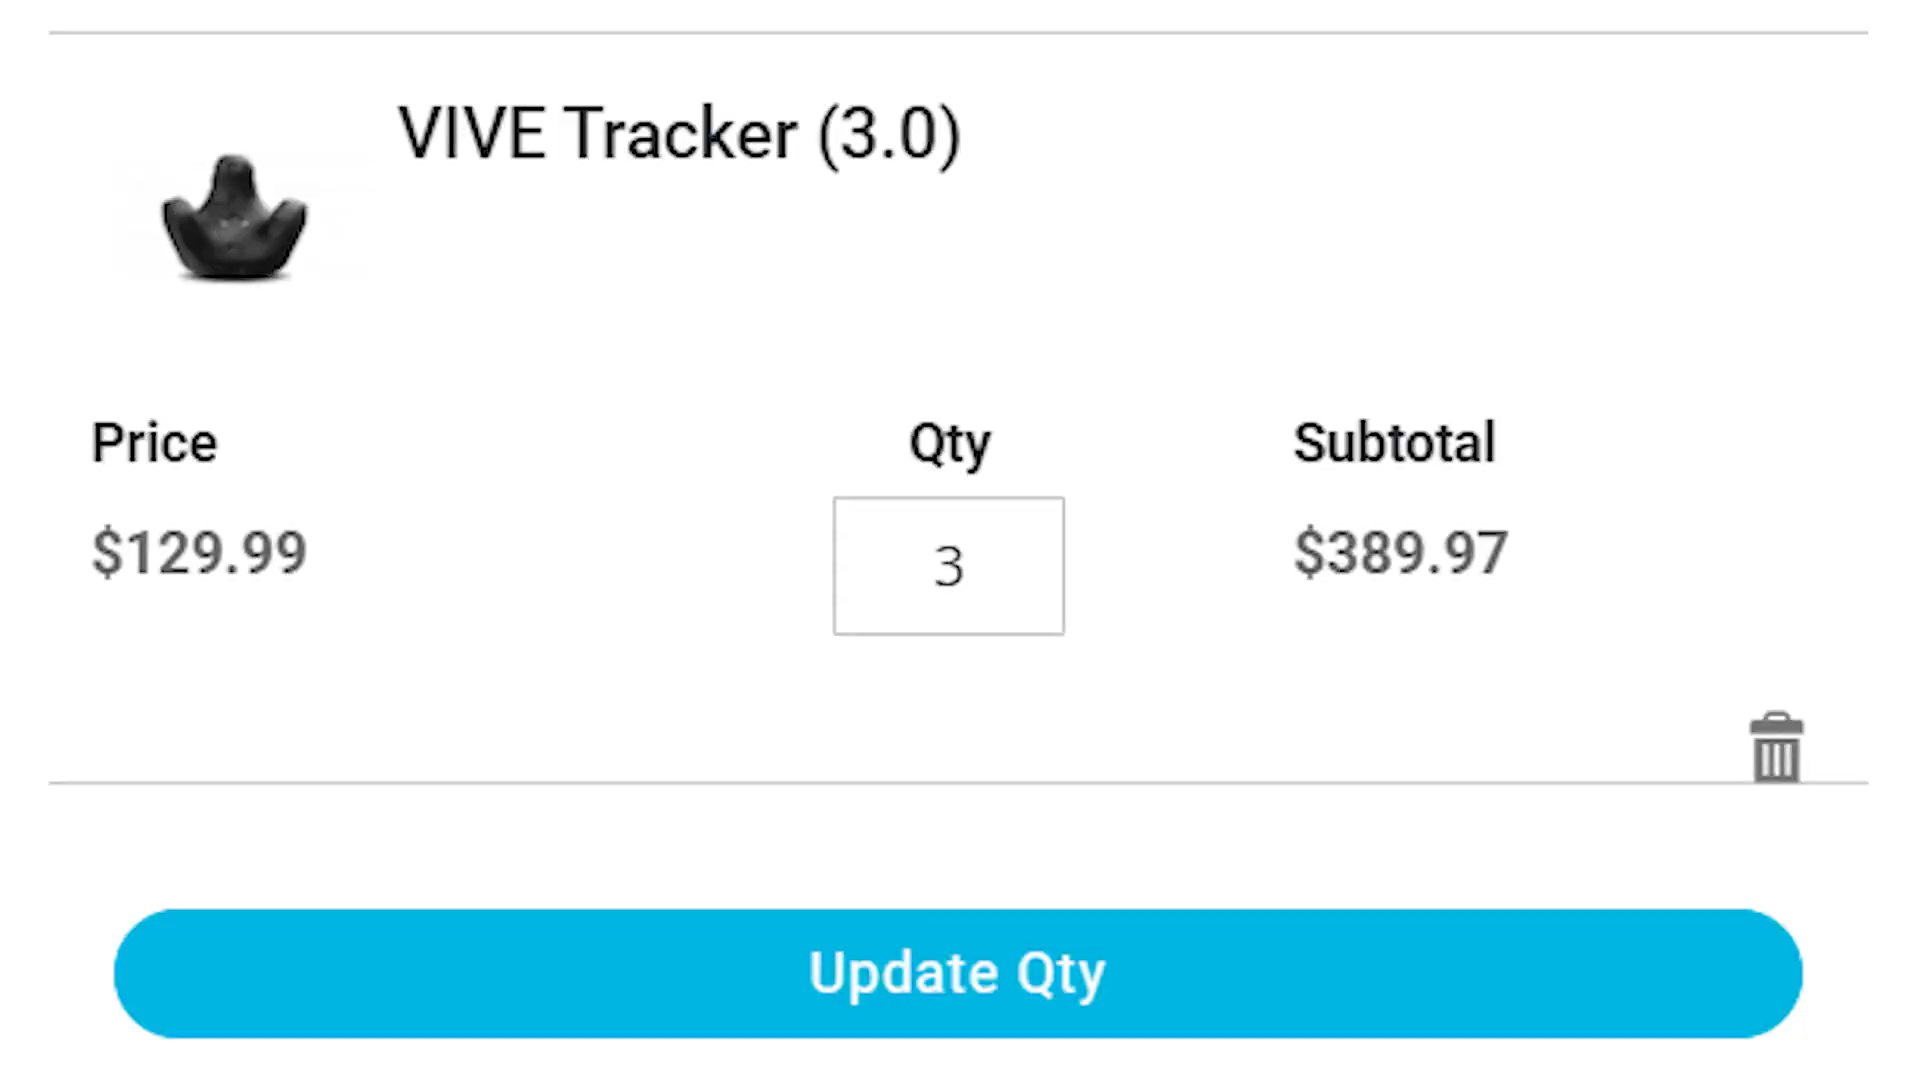 VIVE Tracker (3.0)
Price Qty Subtotal
$129.99 3 $389.97
Update Qty